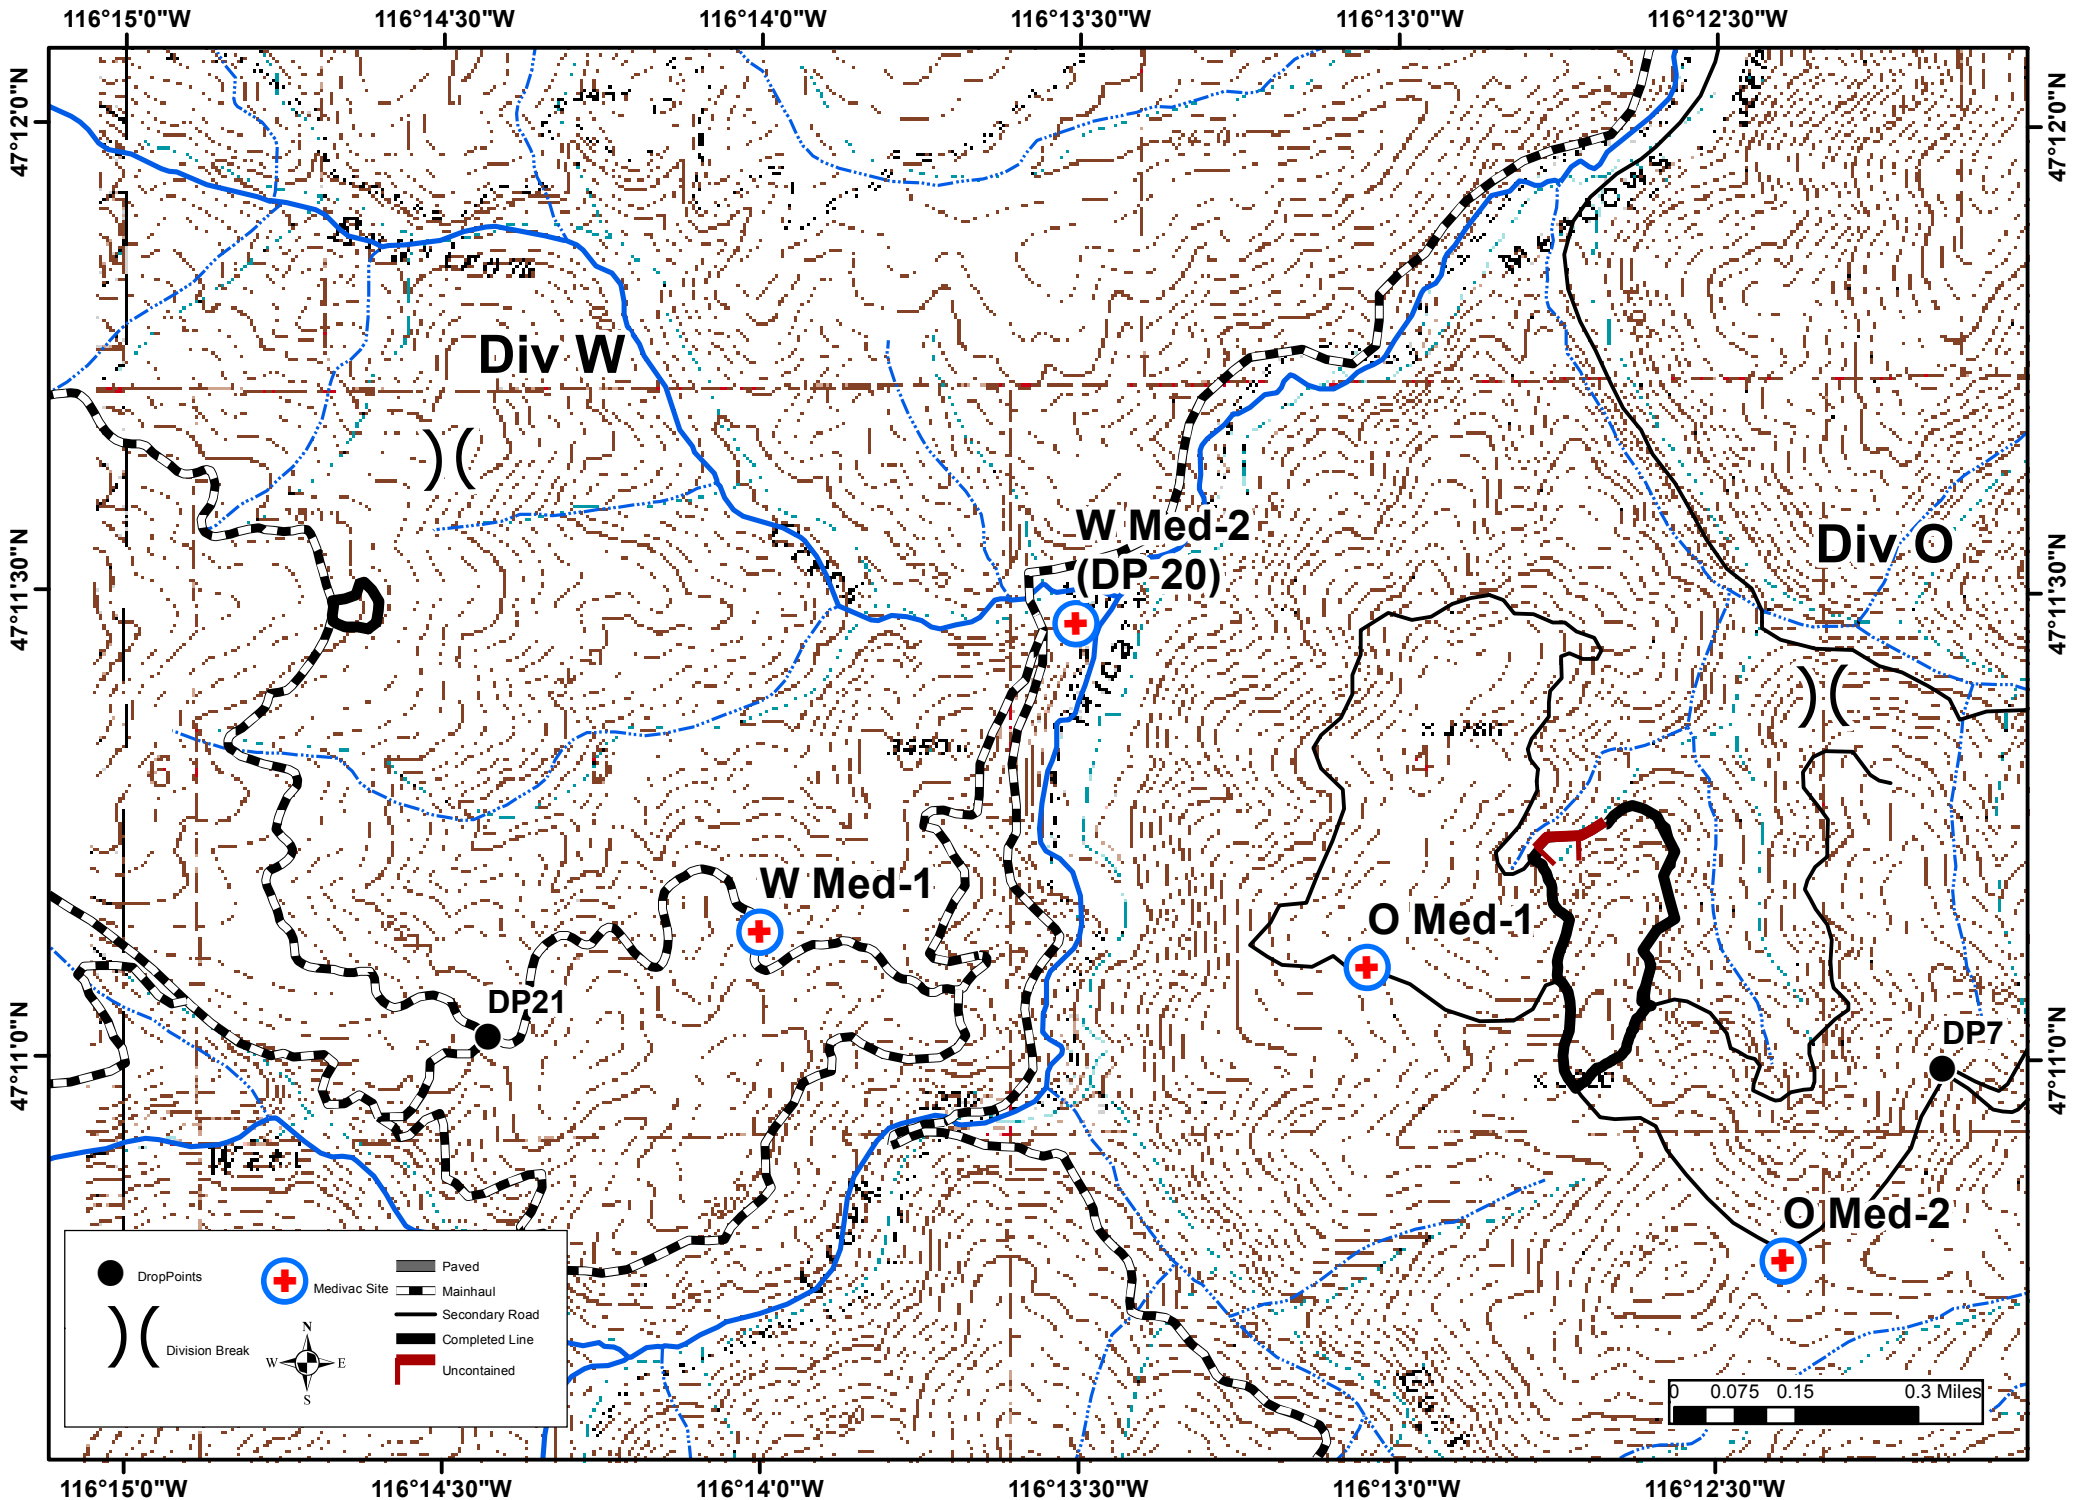 116°15'0"W 116°14'30"W 116°14'0"W 116°13'30"W 116°13'0"W 116°12'30"W
47°12'0"N 47°12'0"N
Div W
W Med-2
(DP 20)
Div O
47°11'30"N 47°11'30"N
6
W Med-1
O Med-1
DP21
DP7
47°11'0"N 47°11'0"N
O Med-2
DropPoints
Medivac Site
Division Break
N
W E
S
Paved
Mainhaul
Secondary Road
Completed Line
Uncontained
0 0.075 0.15 0.3 Miles
116°15'0"W 116°14'30"W 116°14'0"W 116°13'30"W 116°13'0"W 116°12'30"W